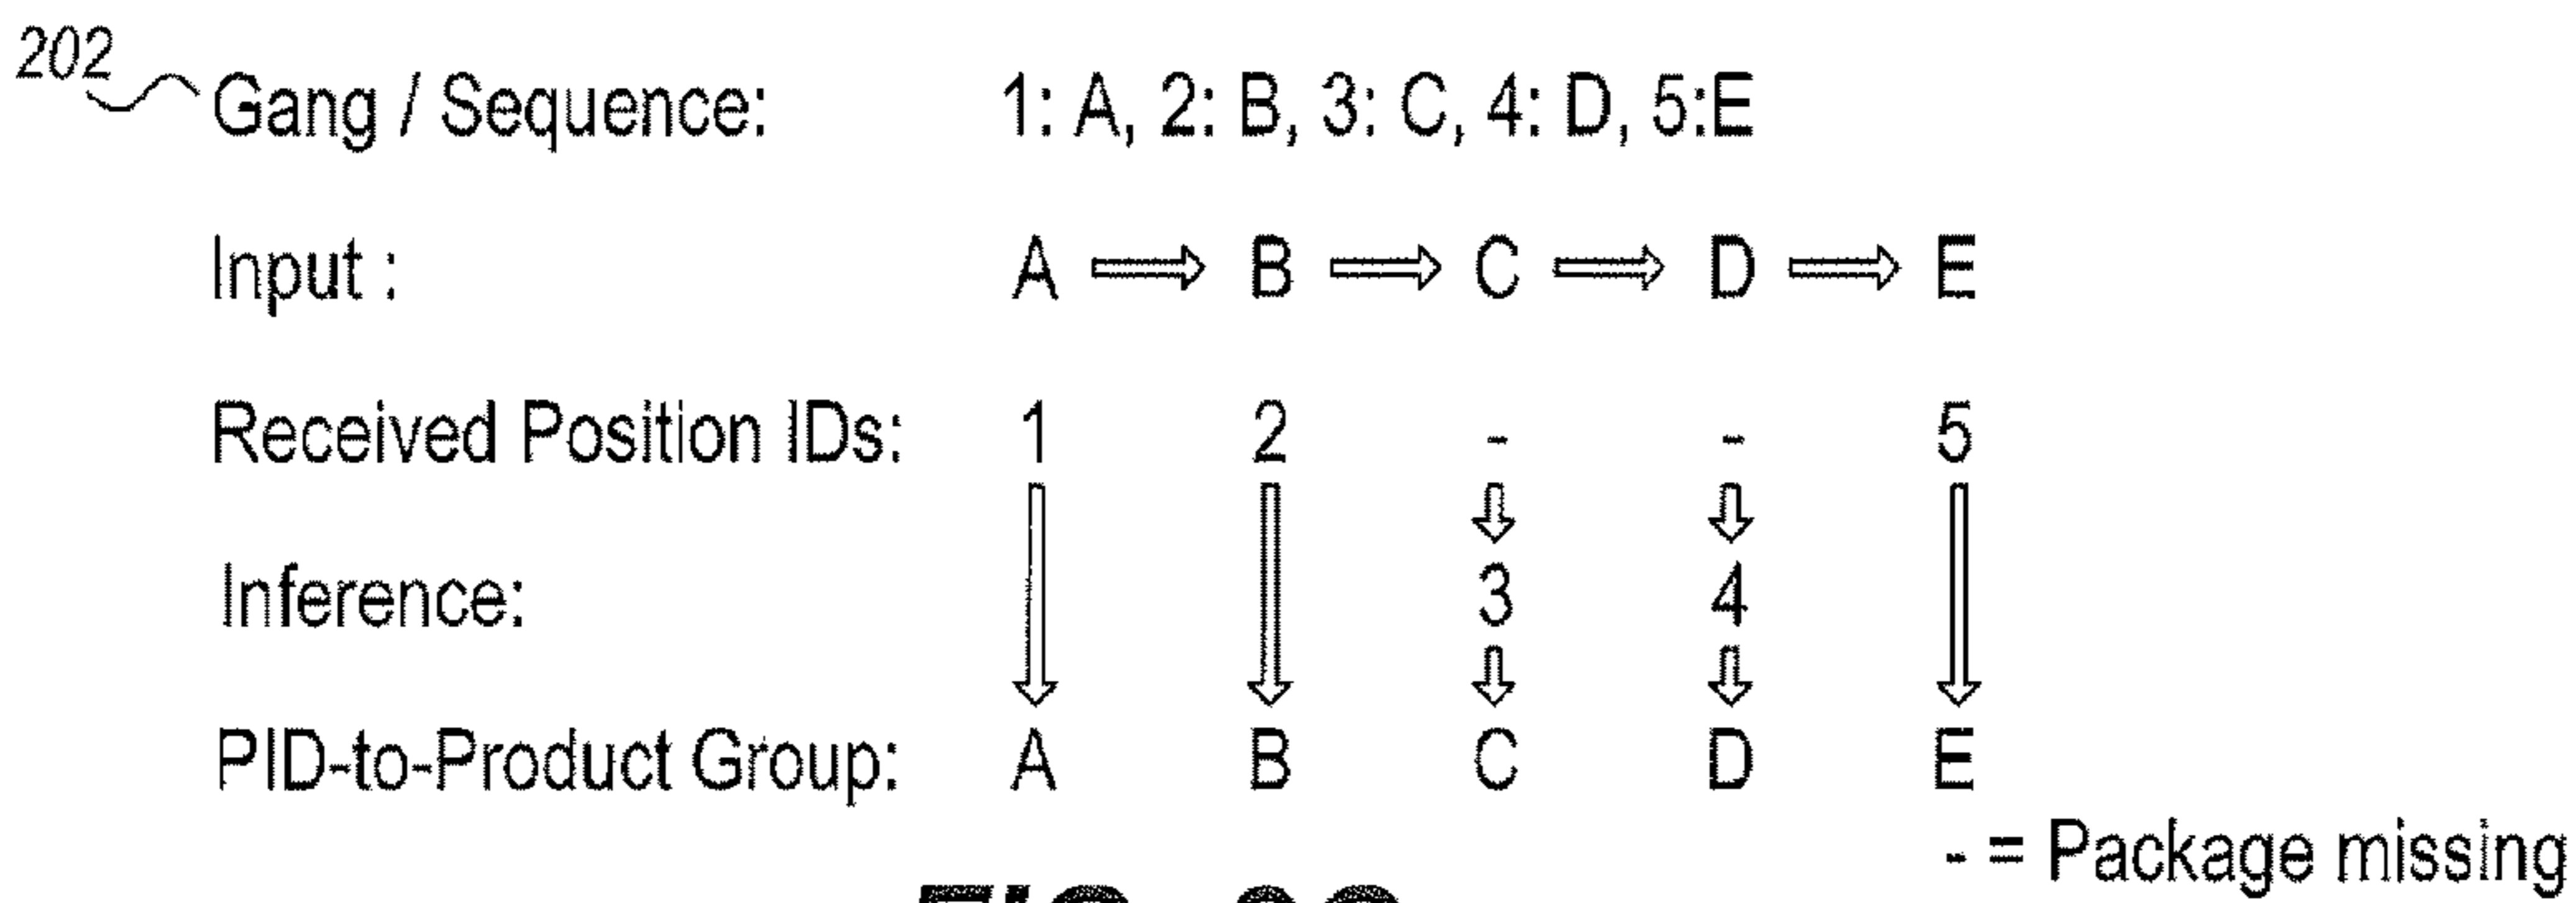 202
Gang / Sequence: 1: A, 2: B, 3: C, 4: D, 5:E
Input : A ⇒ B ⇒ C ⇒ D ⇒ E
Received Position IDs: 1 2 - - 5
Inference: 3 4
PID-to-Product Group: A B C D E
- = Package missing